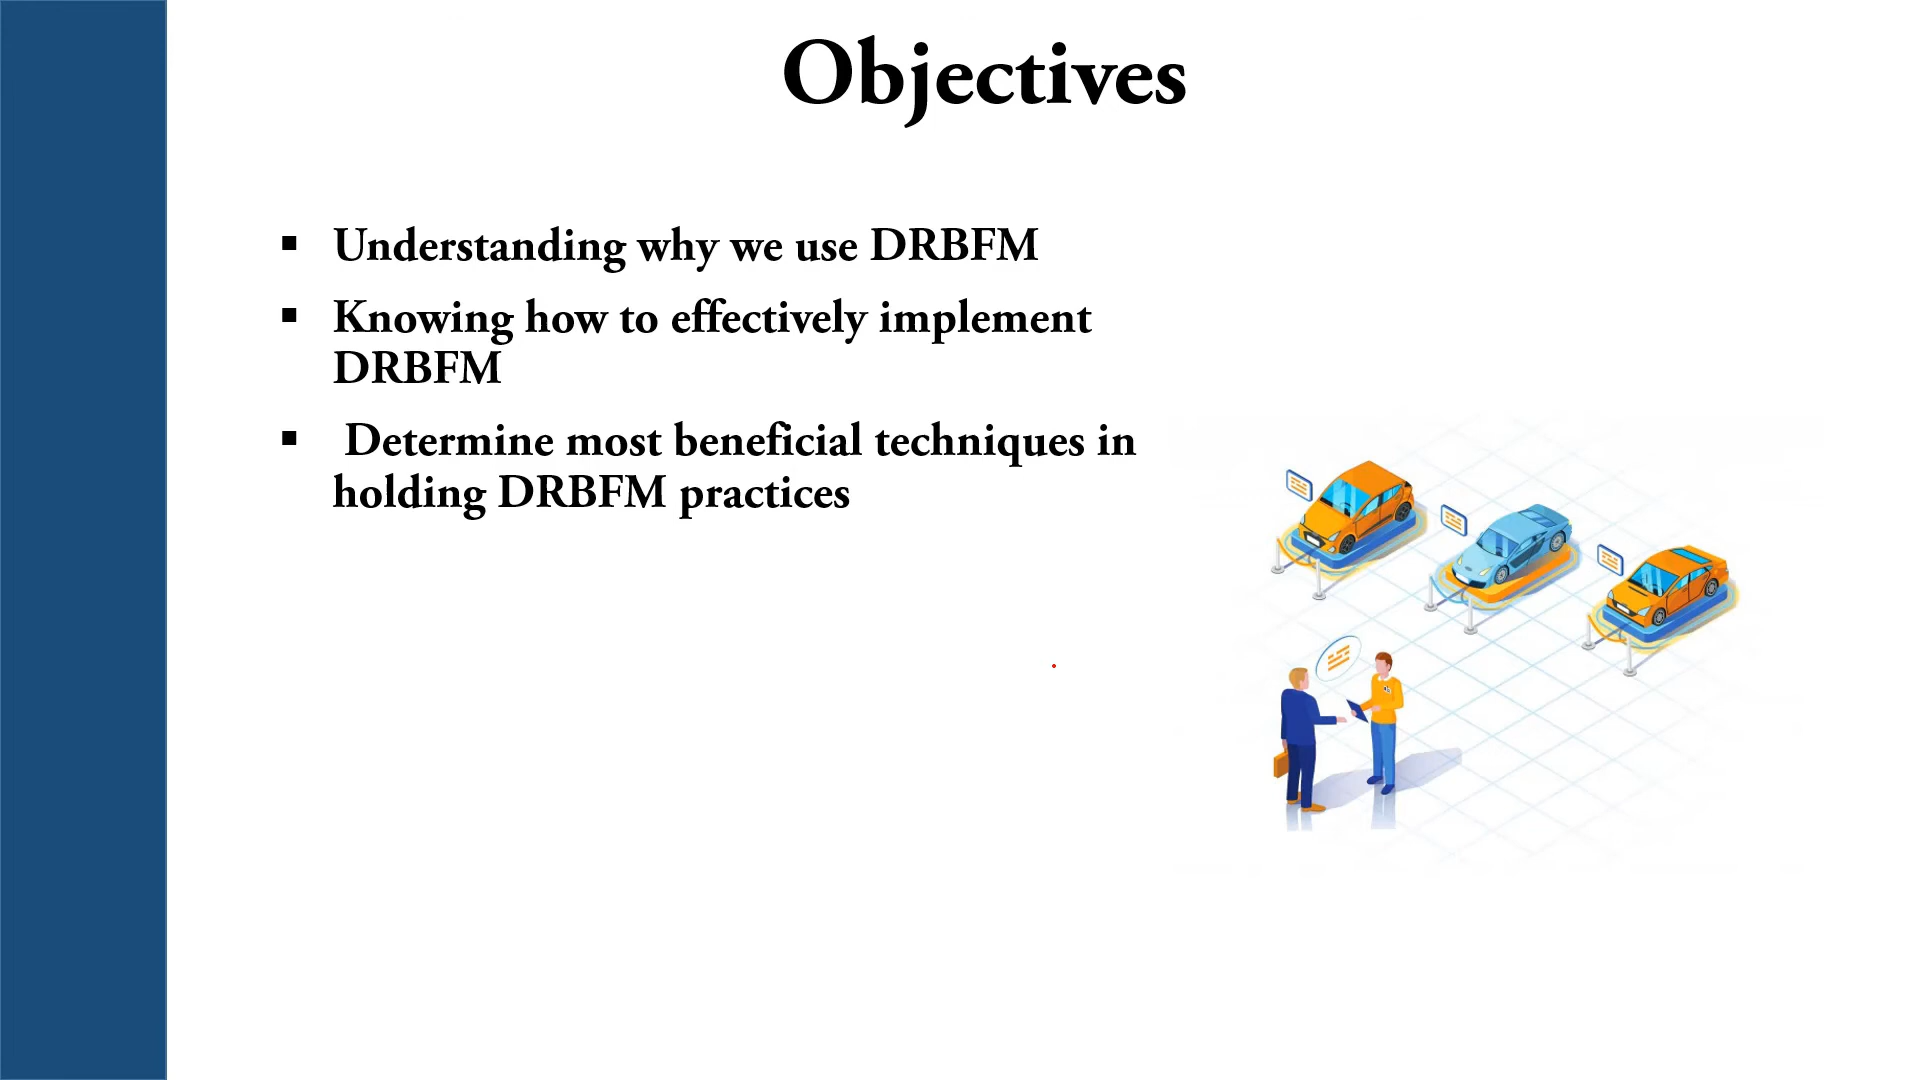 Objectives
▪ Understanding why we use DRBFM
▪ Knowing how to effectively implement
DRBFM
▪ Determine most beneficial techniques in
holding DRBFM practices